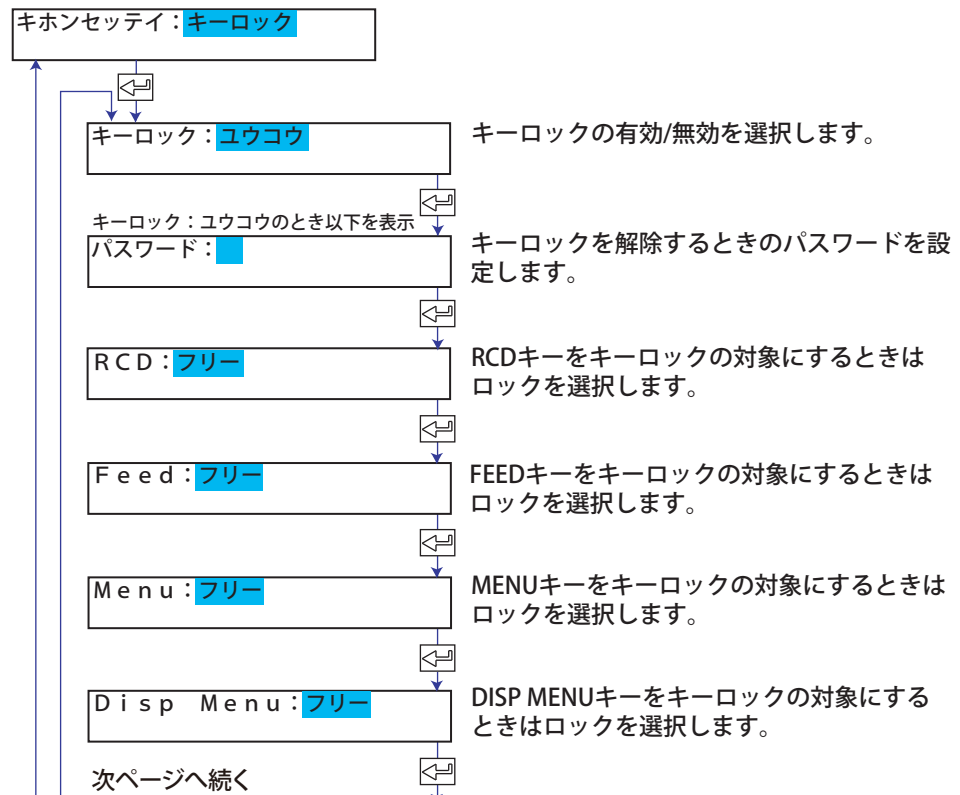 キホンセッテイ：キーロック
キーロック：ユウコウ
キーロックの有効/無効を選択します。
キーロック：ユウコウのとき以下を表示
パスワード：
キーロックを解除するときのパスワードを設
定します。
ＲＣＤ：フリー
RCDキーをキーロックの対象にするときは
ロックを選択します。
Ｆｅｅｄ：フリー
FEEDキーをキーロックの対象にするときは
ロックを選択します。
Ｍｅｎｕ：フリー
MENUキーをキーロックの対象にするときは
ロックを選択します。
Ｄｉｓｐ　Ｍｅｎｕ：フリー
DISP MENUキーをキーロックの対象にする
ときはロックを選択します。
次ページへ続く